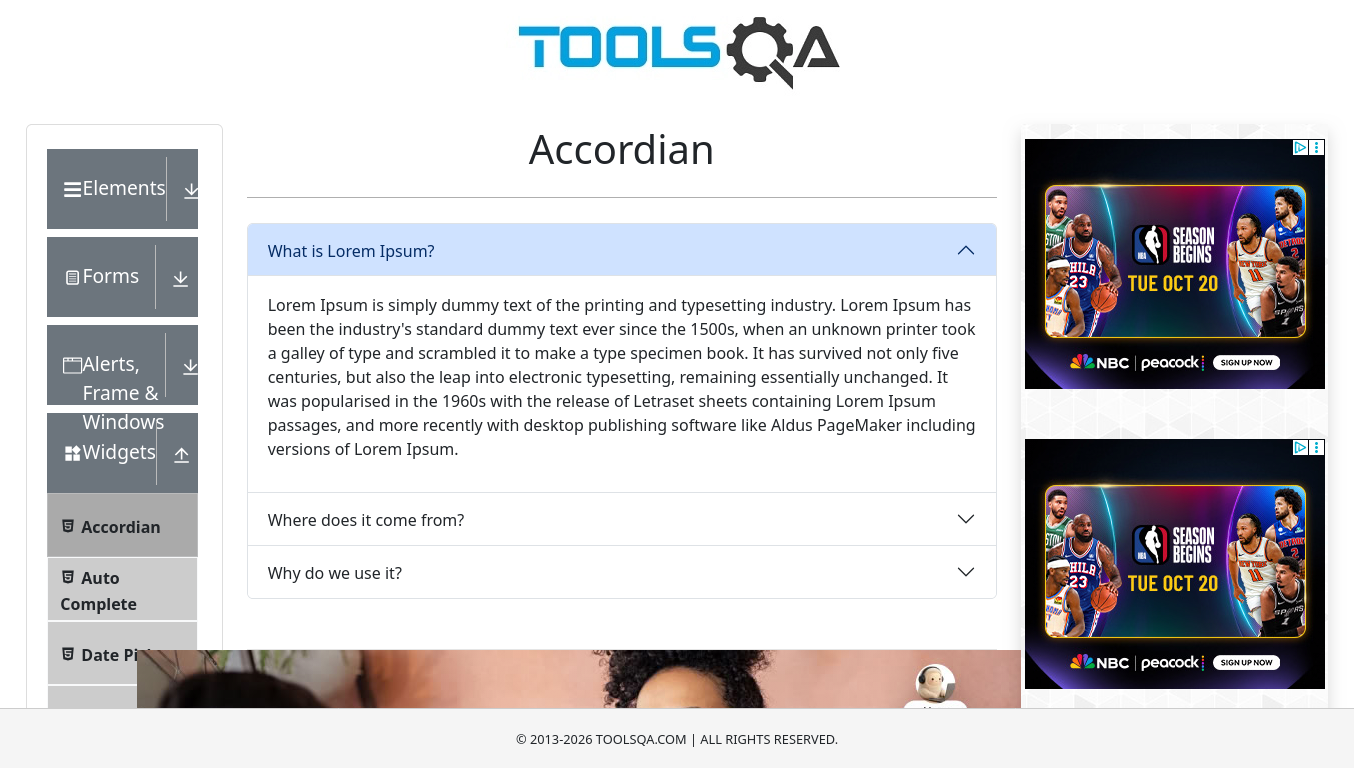 TOOLSQA
Accordian
Elements
Forms
Alerts,
Frame &
Windows
Widgets
Accordian
Auto
Complete
Date Pi
What is Lorem Ipsum?
Lorem Ipsum is simply dummy text of the printing and typesetting industry. Lorem Ipsum has
been the industry's standard dummy text ever since the 1500s, when an unknown printer took
a galley of type and scrambled it to make a type specimen book. It has survived not only five
centuries, but also the leap into electronic typesetting, remaining essentially unchanged. It
was popularised in the 1960s with the release of Letraset sheets containing Lorem Ipsum
passages, and more recently with desktop publishing software like Aldus PageMaker including
versions of Lorem Ipsum.
Where does it come from?
Why do we use it?
NBA
SEASON
BEGINS
TUE OCT 20
NBC | peacock
SIGN UP NOW
NBA
SEASON
BEGINS
TUE OCT 20
NBC | peacock
SIGN UP NOW
© 2013-2026 TOOLSQA.COM | ALL RIGHTS RESERVED.